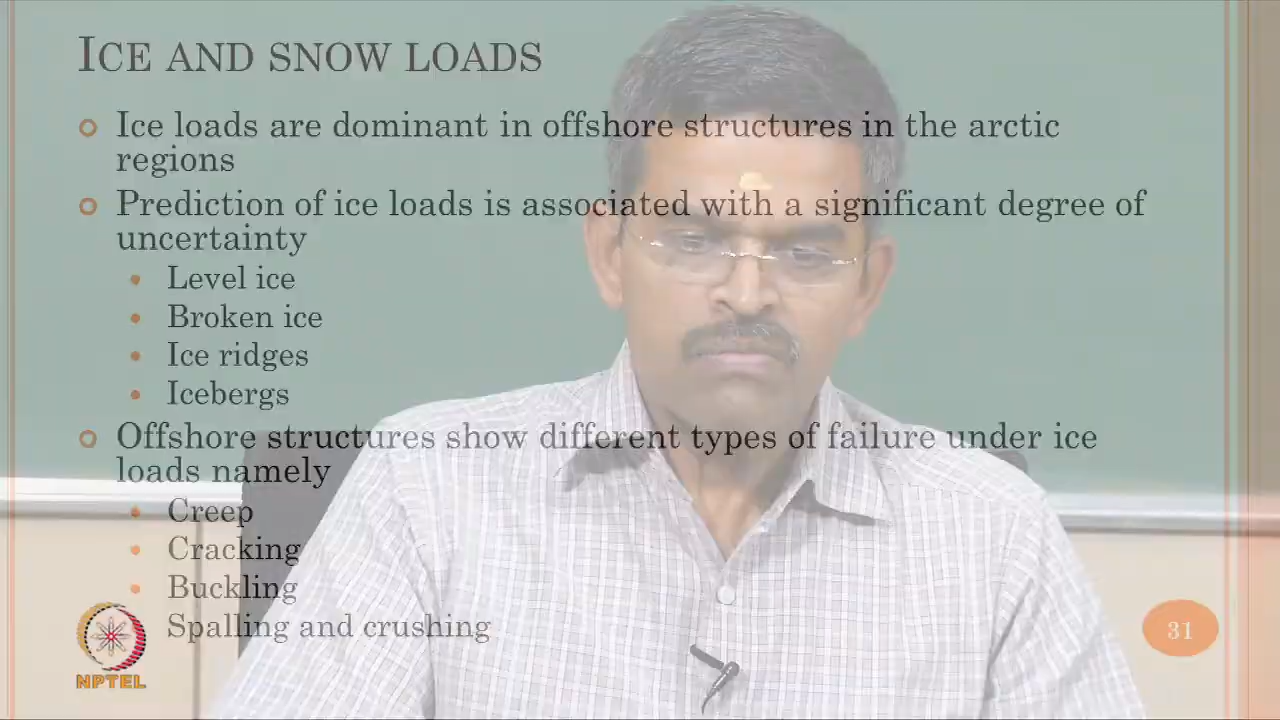 ICE AND SNOW LOADS
Ice loads are dominant in offshore structures in the arctic
regions
Prediction of ice loads is associated with a significant degree of
uncertainty
Level ice
Broken ice
Ice ridges
Icebergs
Offshore structures show different types of failure under ice
loads namely
Creep
Cracking
Buckling
Spalling and crushing
31
NPTEL